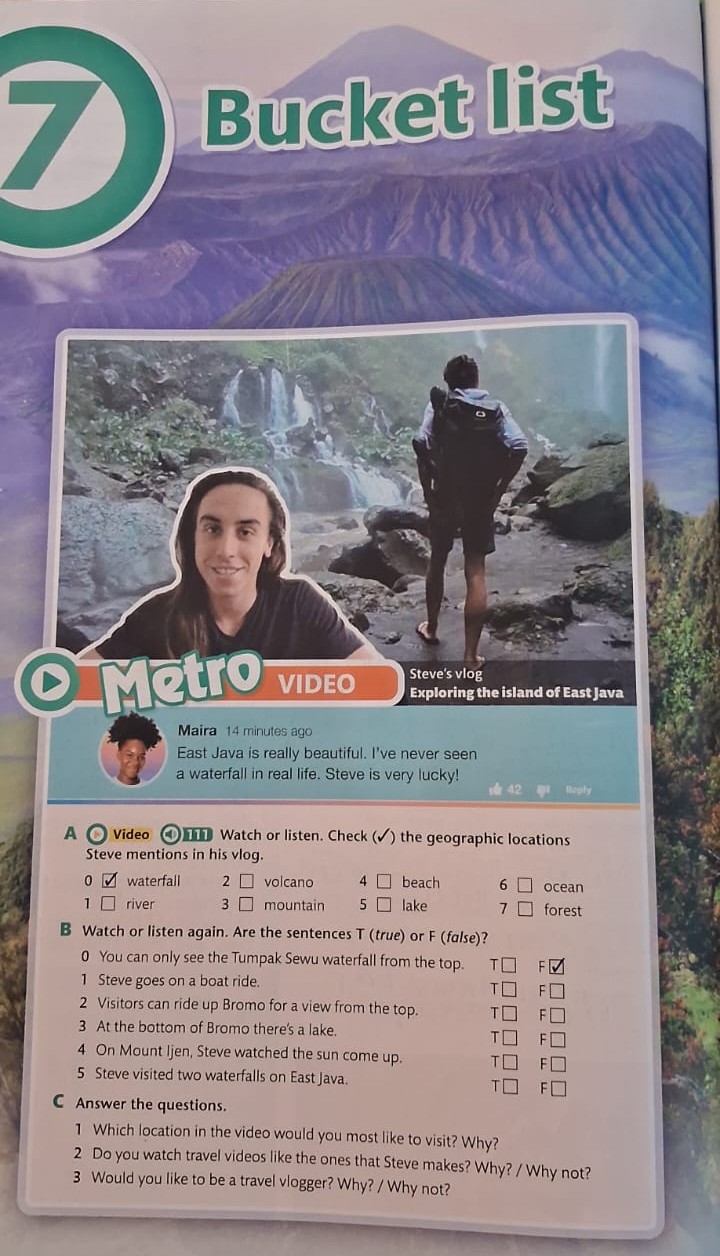 7
Bucket list
Metro VIDEO
Steve's vlog
Exploring the island of East Java
Maira 14 minutes ago
East Java is really beautiful. I've never seen
a waterfall in real life. Steve is very lucky!
42 Reply
A Video 111 Watch or listen. Check (✓) the geographic locations
Steve mentions in his vlog.
0 ☑ waterfall 2 ☐ volcano 4 ☐ beach 6 ☐ ocean
1 ☐ river 3 ☐ mountain 5 ☐ lake 7 ☐ forest
B Watch or listen again. Are the sentences T (true) or F (false)?
0 You can only see the Tumpak Sewu waterfall from the top. T☐ F☑
1 Steve goes on a boat ride. T☐ F☐
2 Visitors can ride up Bromo for a view from the top. T☐ F☐
3 At the bottom of Bromo there's a lake. T☐ F☐
4 On Mount Ijen, Steve watched the sun come up. T☐ F☐
5 Steve visited two waterfalls on East Java. T☐ F☐
C Answer the questions.
1 Which location in the video would you most like to visit? Why?
2 Do you watch travel videos like the ones that Steve makes? Why? / Why not?
3 Would you like to be a travel vlogger? Why? / Why not?